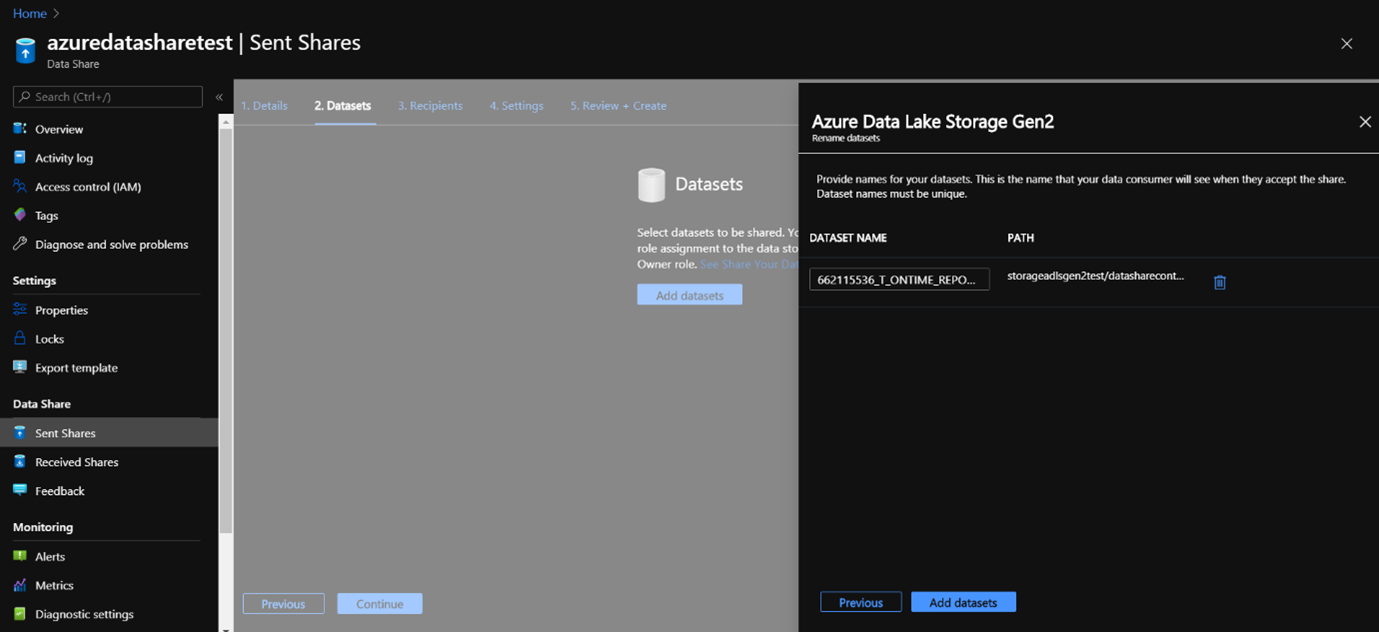 Home >
azuredatasharetest | Sent Shares
Data Share
Search (Ctrl+/)
«
Overview
Activity log
Access control (IAM)
Tags
Diagnose and solve problems
Settings
Properties
Locks
Export template
Data Share
Sent Shares
Received Shares
Feedback
Monitoring
Alerts
Metrics
Diagnostic settings
1. Details 2. Datasets 3. Recipients 4. Settings 5. Review + Create
Datasets
Select datasets to be shared. Yo
role assignment to the data sto
Owner role. See Share Your Dat
Add datasets
Previous Continue
Azure Data Lake Storage Gen2
Rename datasets
Provide names for your datasets. This is the name that your data consumer will see when they accept the share.
Dataset names must be unique.
DATASET NAME PATH
662115536_T_ONTIME_REPO... storageadlsgen2test/datasharecont...
Previous Add datasets